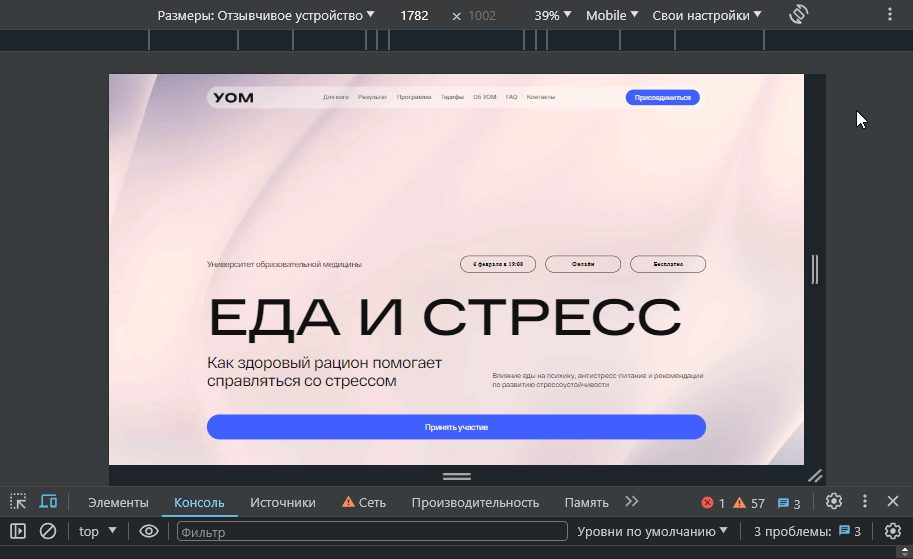 Размеры: Отзывчивое устройство 1782 × 1002 39% Mobile Свои настройки
УОМ Для кого Результат Программа Тарифы Об УОМ FAQ Контакты Присоединиться
Университет образовательной медицины 6 февраля в 19:00 Онлайн Бесплатно
ЕДА И СТРЕСС
Как здоровый рацион помогает
справляться со стрессом
Влияние еды на психику, антистресс-питание и рекомендации
по развитию стрессоустойчивости
Принять участие
Элементы Консоль Источники Сеть Производительность Память 1 57 3
top Фильтр Уровни по умолчанию 3 проблемы: 3